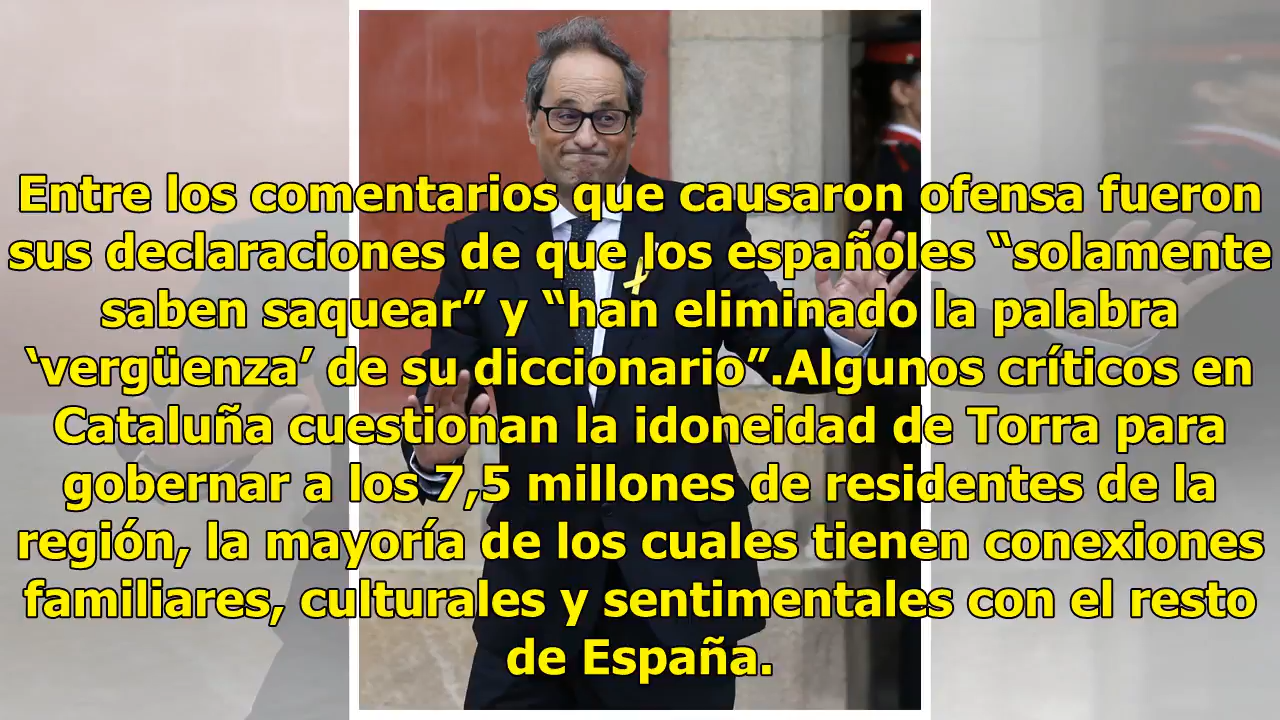 Entre los comentarios que causaron ofensa fueron
sus declaraciones de que los españoles “solamente
saben saquear” y “han eliminado la palabra
‘vergüenza’ de su diccionario”.Algunos críticos en
Cataluña cuestionan la idoneidad de Torra para
gobernar a los 7,5 millones de residentes de la
región, la mayoría de los cuales tienen conexiones
familiares, culturales y sentimentales con el resto
de España.